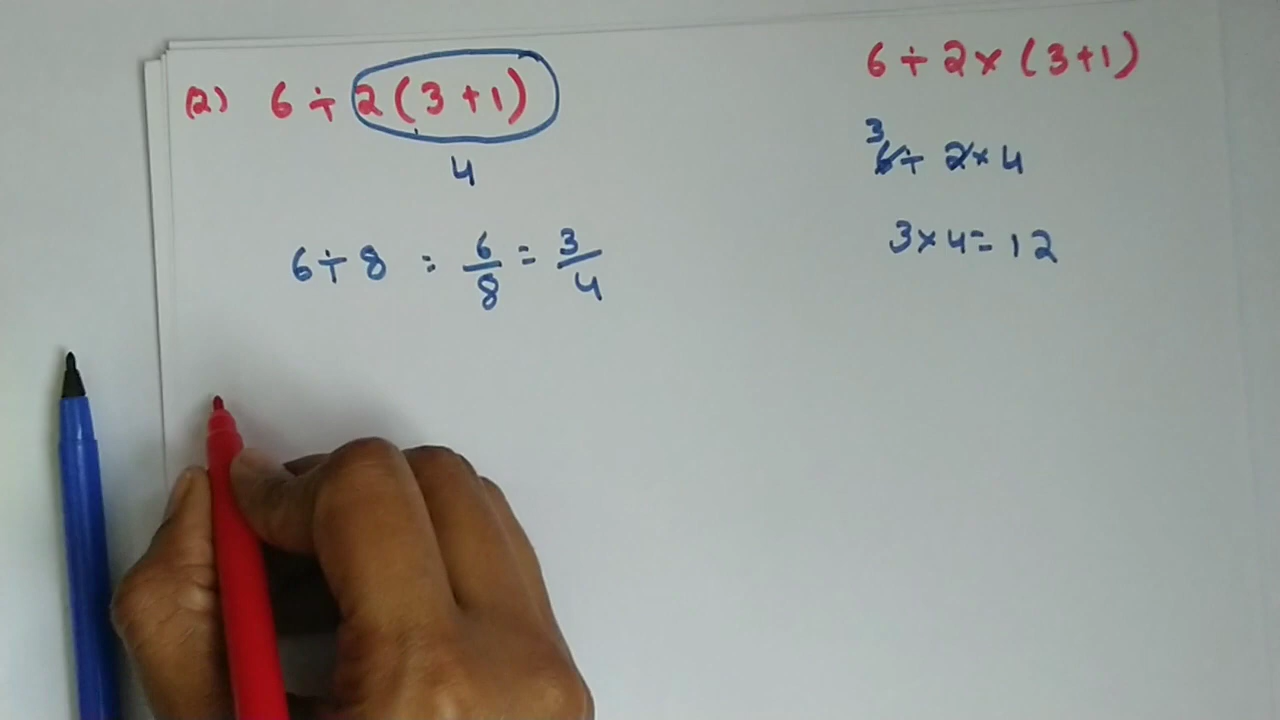 (2) 6 ÷ 2 ( 3 + 1 )
4
6 ÷ 8 : 6/8 = 3/4
6 ÷ 2 × ( 3 + 1 )
3
6 ÷ 2 × 4
3 × 4 = 12